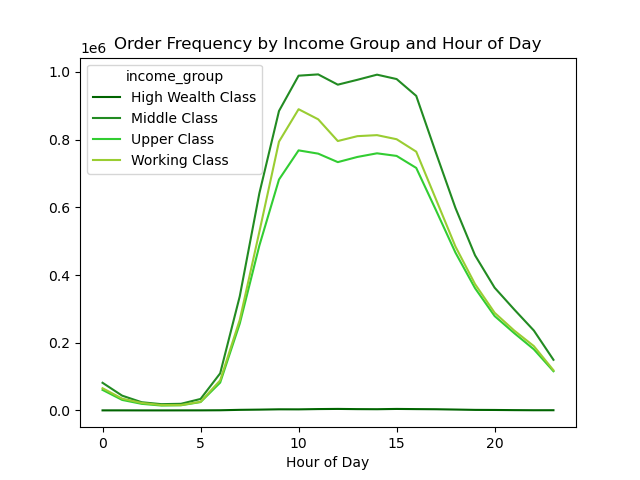 Order Frequency by Income Group and Hour of Day
1e6
income_group
High Wealth Class
Middle Class
Upper Class
Working Class
1.0
0.8
0.6
0.4
0.2
0.0
0 5 10 15 20
Hour of Day